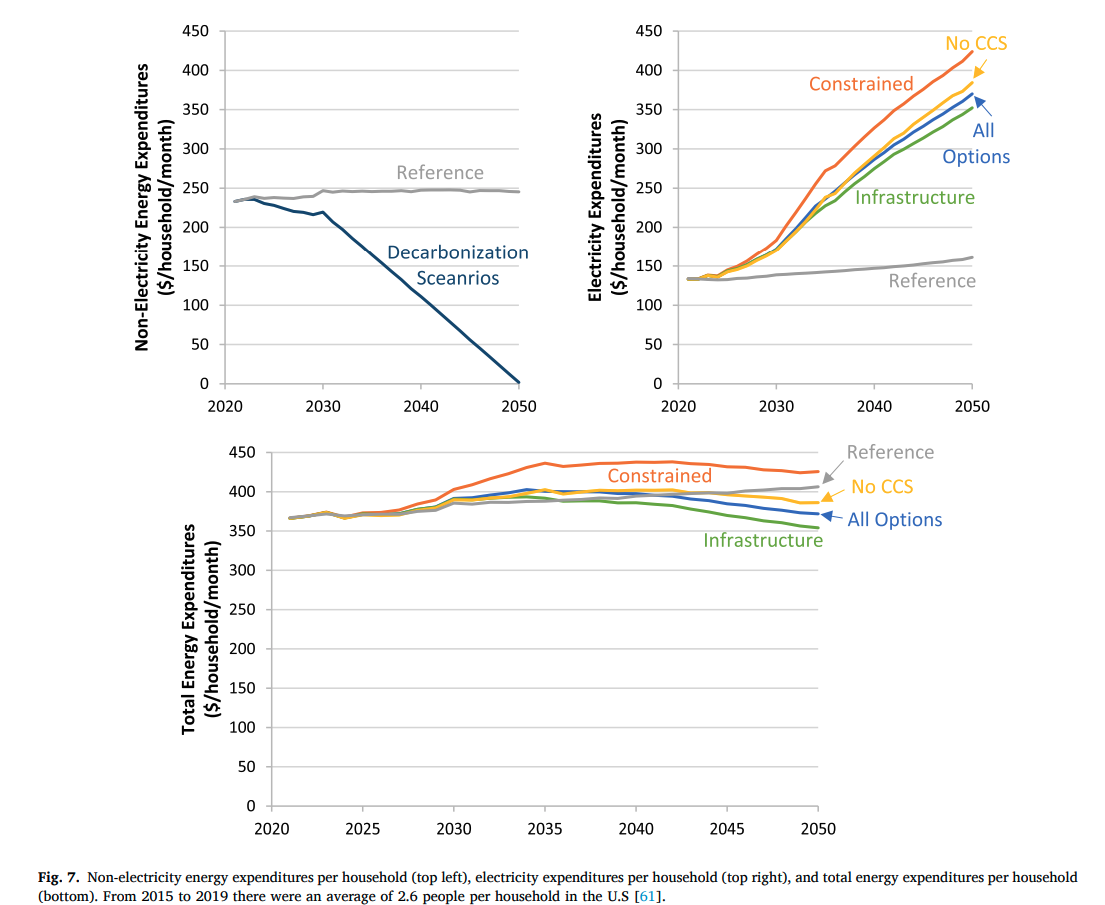 Non-Electricity Energy Expenditures
($/household/month)
450
400
350
300
250
200
150
100
50
0
2020
2030
2040
2050
Reference
Decarbonization
Sceanrios
Electricity Expenditures
($/household/month)
450
400
350
300
250
200
150
100
50
0
2020
2030
2040
2050
No CCS
Constrained
All
Options
Infrastructure
Reference
Total Energy Expenditures
($/household/month)
450
400
350
300
250
200
150
100
50
0
2020
2025
2030
2035
2040
2045
2050
Reference
Constrained
No CCS
All Options
Infrastructure
Fig. 7. Non-electricity energy expenditures per household (top left), electricity expenditures per household (top right), and total energy expenditures per household
(bottom). From 2015 to 2019 there were an average of 2.6 people per household in the U.S [61].